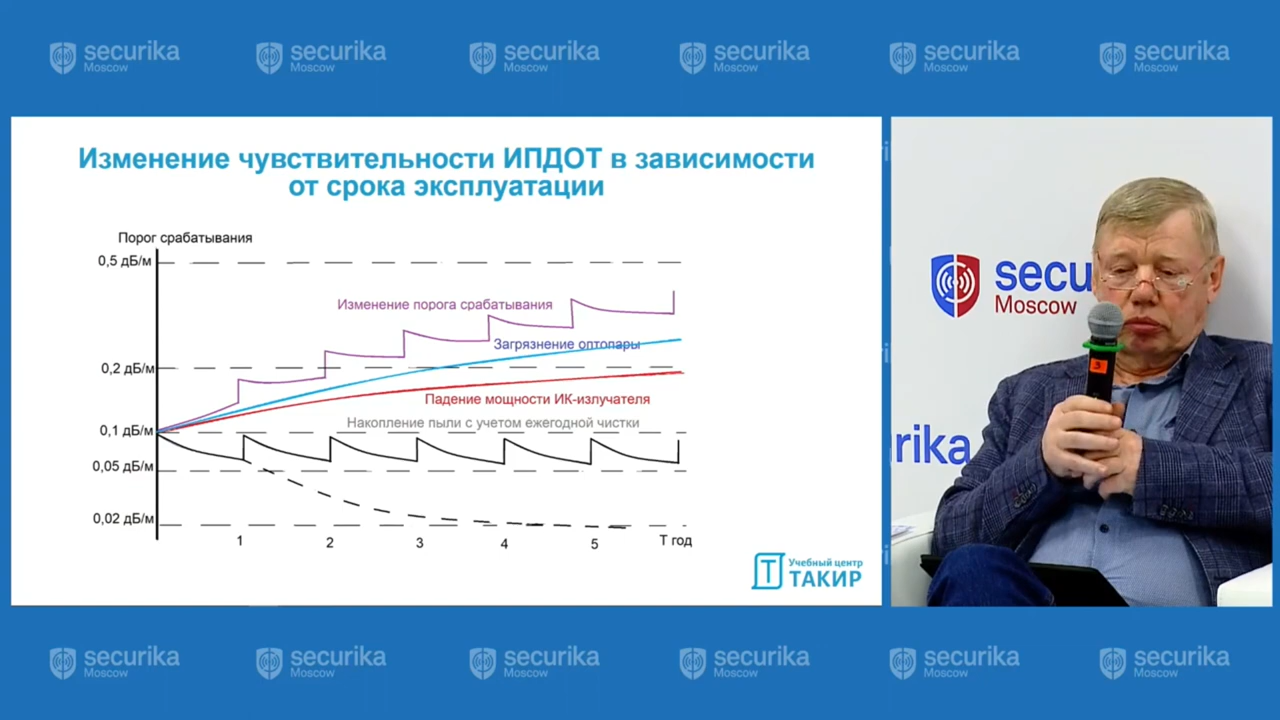 securika
Moscow
securika
Moscow
securika
Moscow
securika
Moscow
securika
Moscow
securika
Moscow
Изменение чувствительности ИПДОТ в зависимости
от срока эксплуатации
Порог срабатывания
0,5 дБ/м
Изменение порога срабатывания
Загрязнение оптопары
0,2 дБ/м
Падение мощности ИК-излучателя
Накопление пыли с учетом ежегодной чистки
0,1 дБ/м
0,05 дБ/м
0,02 дБ/м
1
2
3
4
5
Т год
Учебный центр
ТАКИР
secu
Moscow
3
urika
securika
Moscow
securika
Moscow
securika
Moscow
securika
Moscow
securika
Moscow
securika
Moscow